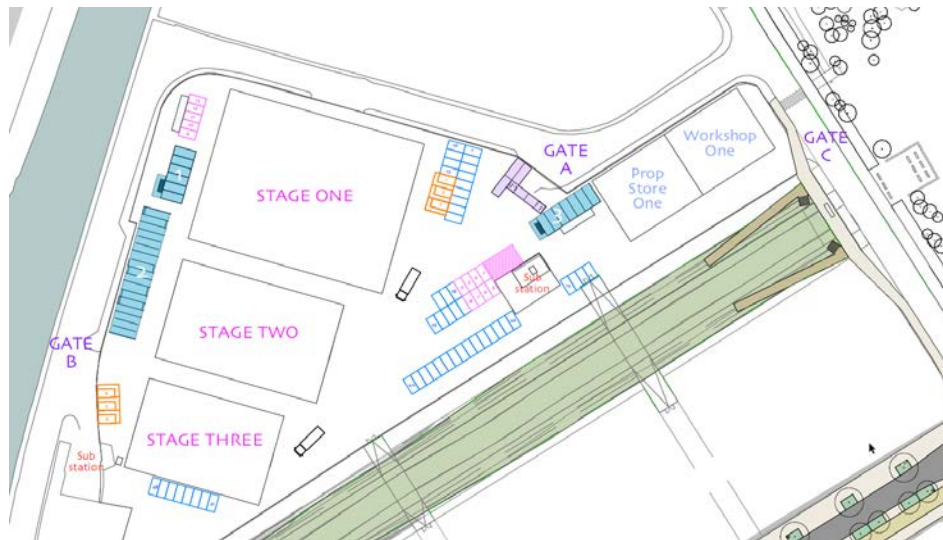 GATE
A
GATE
C
Workshop
One
Prop
Store
One
STAGE ONE
1
3
2
Sub
station
STAGE TWO
GATE
B
STAGE THREE
Sub
station